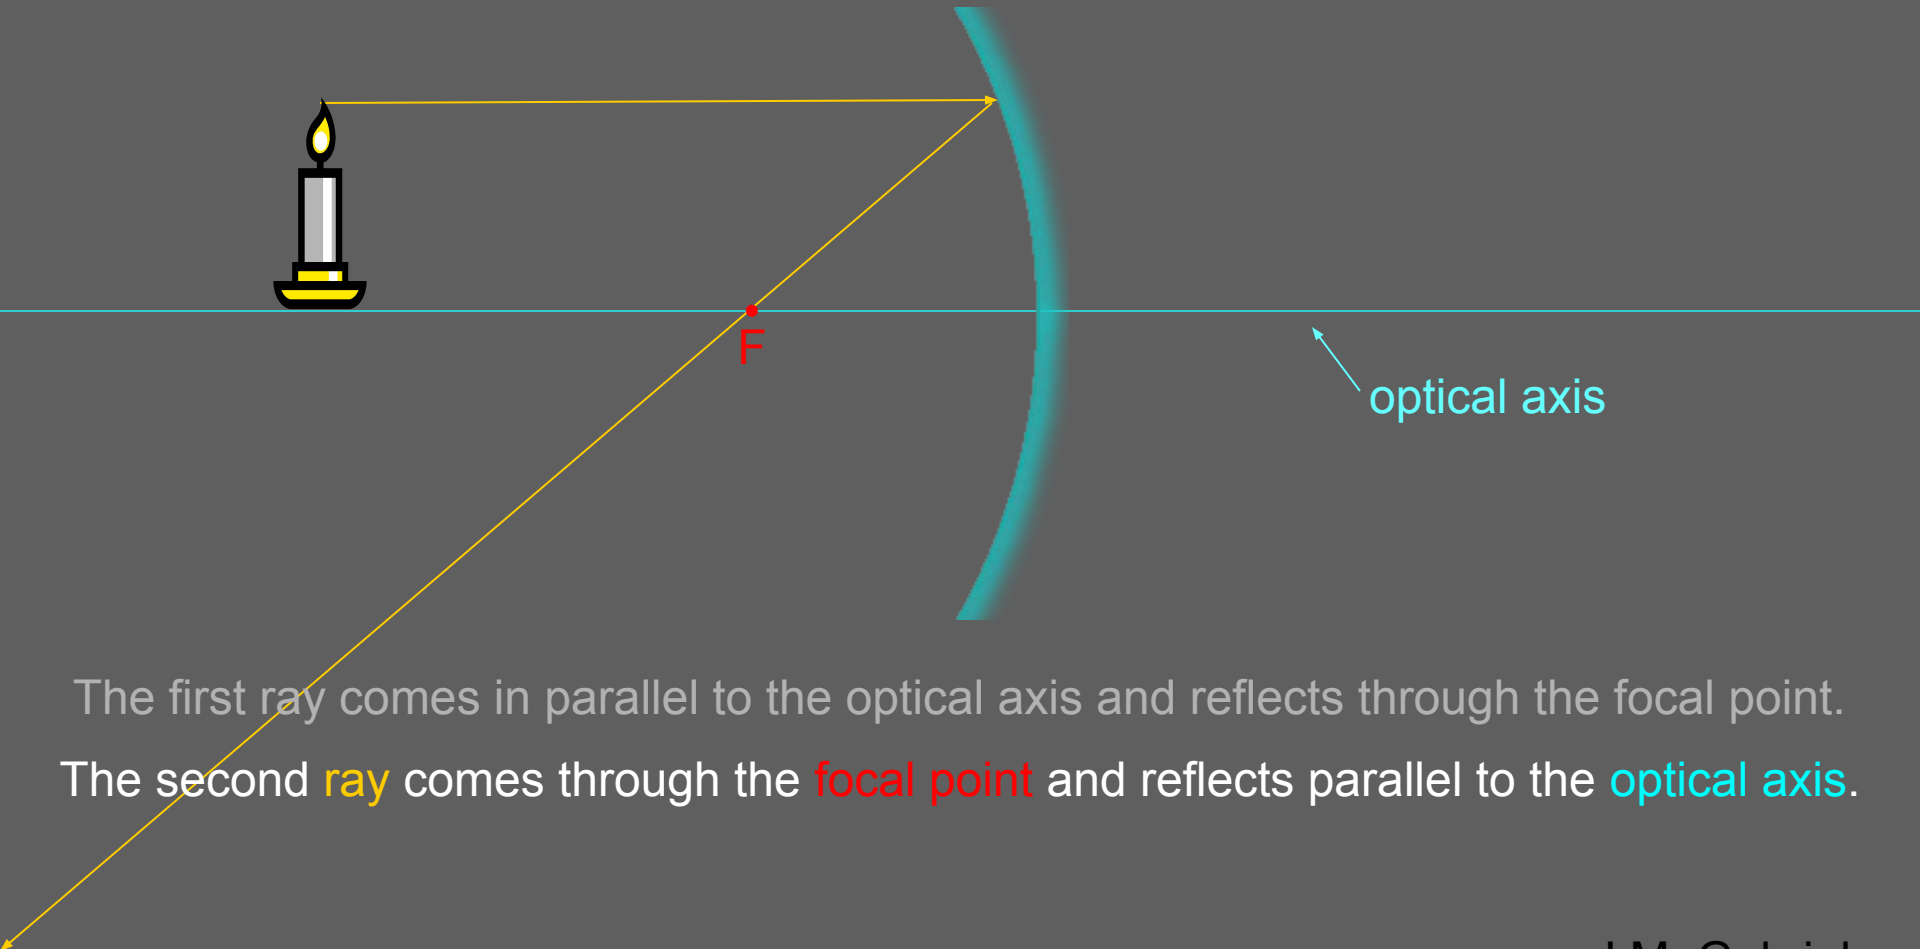 F
optical axis
The first ray comes in parallel to the optical axis and reflects through the focal point.
The second ray comes through the focal point and reflects parallel to the optical axis.